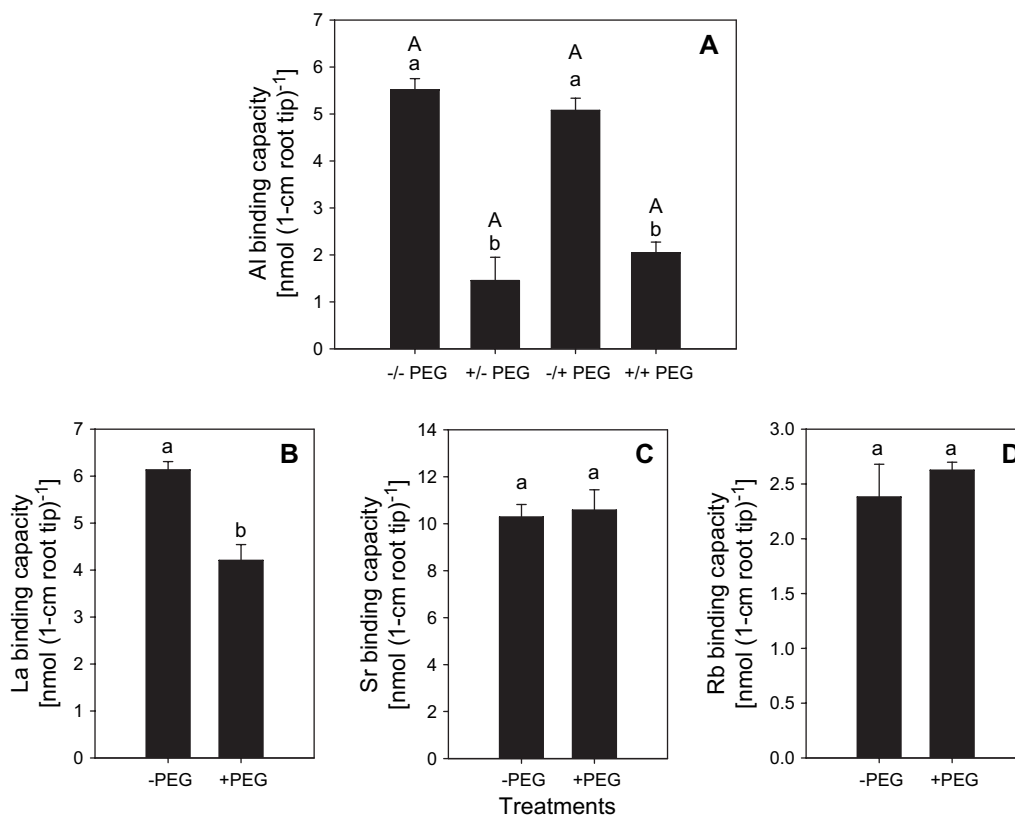 A
7
6
5
4
3
2
1
0
Al binding capacity
[nmol (1-cm root tip)-1]
A
a
A
b
A
a
A
b
-/- PEG
+/- PEG
-/+ PEG
+/+ PEG
B
7
6
5
4
3
2
1
0
La binding capacity
[nmol (1-cm root tip)-1]
a
b
-PEG
+PEG
C
14
12
10
8
6
4
2
0
Sr binding capacity
[nmol (1-cm root tip)-1]
a
a
-PEG
+PEG
D
3.0
2.5
2.0
1.5
1.0
0.5
0.0
Rb binding capacity
[nmol (1-cm root tip)-1]
a
a
-PEG
+PEG
Treatments